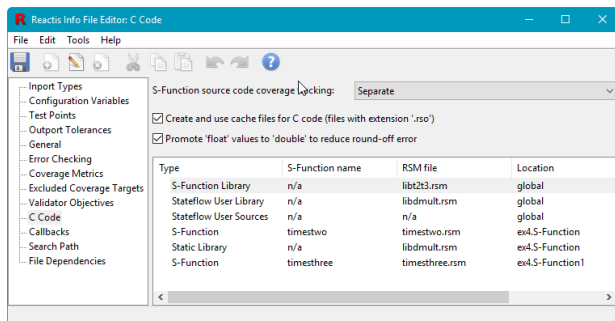 Reactis Info File Editor: C Code
File Edit Tools Help
Inport Types
Configuration Variables
Test Points
Outport Tolerances
General
Error Checking
Coverage Metrics
Excluded Coverage Targets
Validator Objectives
C Code
Callbacks
Search Path
File Dependencies
S-Function source code coverage tracking: Separate
Create and use cache files for C code (files with extension '.rso')
Promote 'float' values to 'double' to reduce round-off error
Type S-Function name RSM file Location
S-Function Library n/a libt2t3.rsm global
Stateflow User Library n/a libdmult.rsm global
Stateflow User Sources n/a n/a global
S-Function timestwo timestwo.rsm ex4.S-Function
Static Library n/a libdmult.rsm ex4.S-Function
S-Function timesthree timesthree.rsm ex4.S-Function1